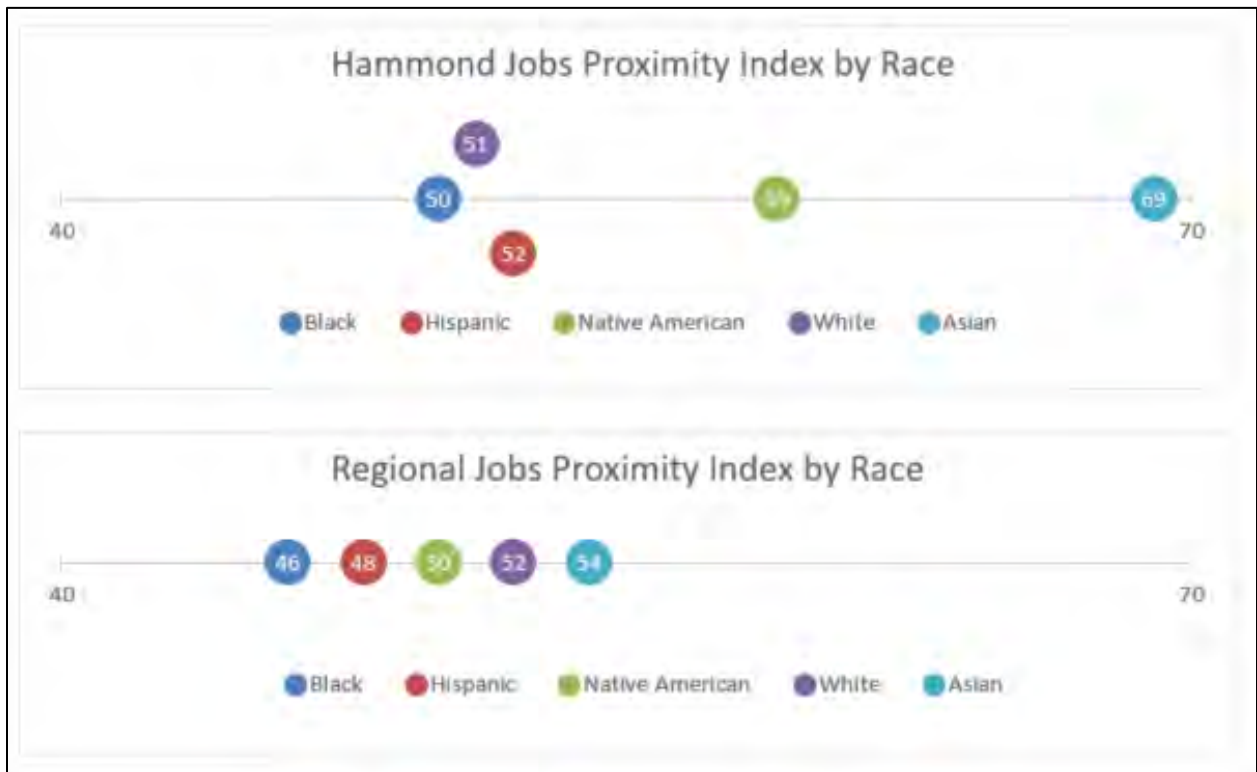 Hammond Jobs Proximity Index by Race
51
50 59 69
40 70
52
Black Hispanic Native American White Asian
Regional Jobs Proximity Index by Race
46 48 50 52 54
40 70
Black Hispanic Native American White Asian